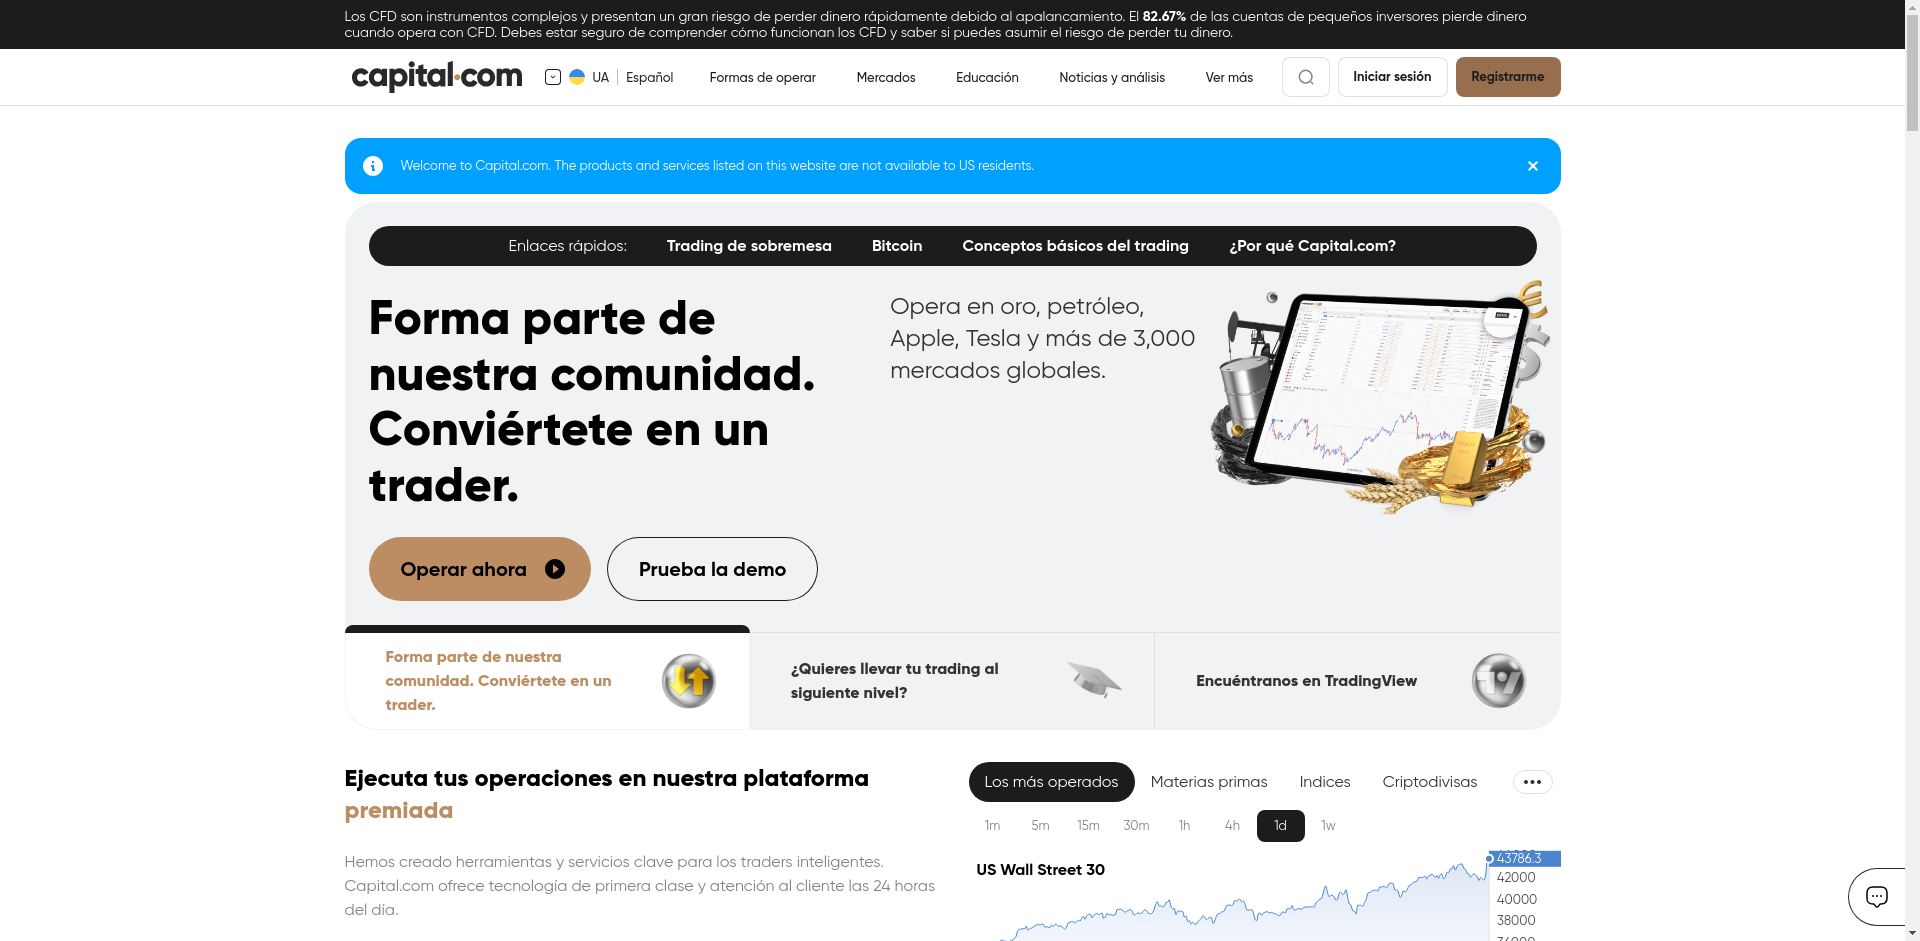 Los CFD son instrumentos complejos y presentan un gran riesgo de perder dinero rápidamente debido al apalancamiento. El 82.67% de las cuentas de pequeños inversores pierde dinero
cuando opera con CFD. Debes estar seguro de comprender cómo funcionan los CFD y saber si puedes asumir el riesgo de perder tu dinero.
capital.com
UA Español
Formas de operar
Mercados
Educación
Noticias y análisis
Ver más
Iniciar sesión
Registrarme
Welcome to Capital.com. The products and services listed on this website are not available to US residents.
Enlaces rápidos:
Trading de sobremesa
Bitcoin
Conceptos básicos del trading
¿Por qué Capital.com?
Forma parte de
nuestra comunidad.
Conviértete en un
trader.
Opera en oro, petróleo,
Apple, Tesla y más de 3,000
mercados globales.
Operar ahora
Prueba la demo
Forma parte de nuestra
comunidad. Conviértete en un
trader.
¿Quieres llevar tu trading al
siguiente nivel?
Encuéntranos en TradingView
Ejecuta tus operaciones en nuestra plataforma
premiada
Hemos creado herramientas y servicios clave para los traders inteligentes.
Capital.com ofrece tecnología de primera clase y atención al cliente las 24 horas
del día.
Los más operados
Materias primas
Indices
Criptodivisas
1m 5m 15m 30m 1h 4h 1d 1w
US Wall Street 30
43786.3
42000
40000
38000